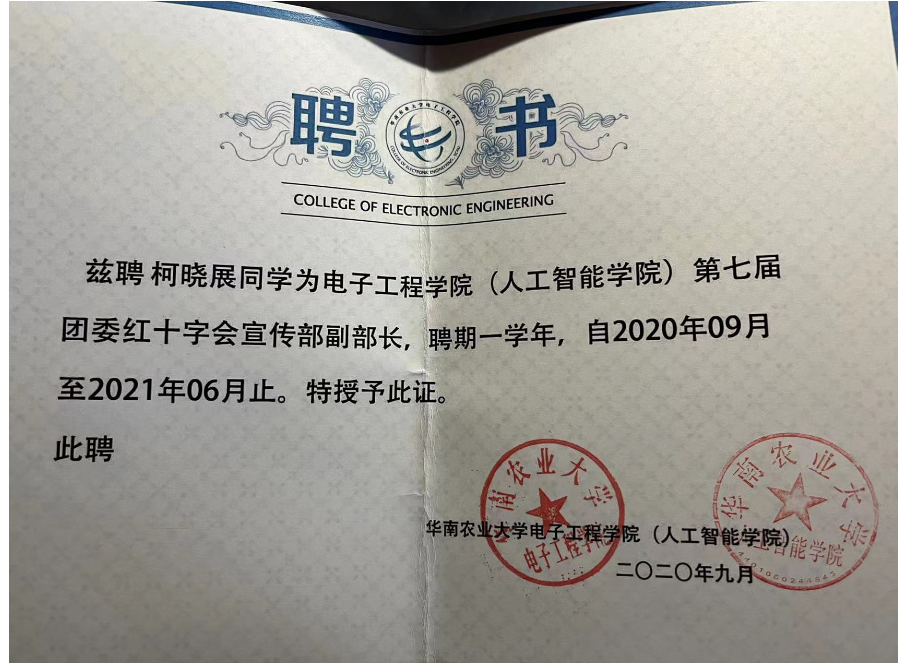 聘书
COLLEGE OF ELECTRONIC ENGINEERING
兹聘 柯晓展同学为电子工程学院（人工智能学院）第七届
团委红十字会宣传部副部长，聘期一学年，自2020年09月
至2021年06月止。特授予此证。
此聘
华南农业大学
华南农业大学
华南农业大学电子工程学院（人工智能学院）
电子工程学院
人工智能学院
二〇二〇年九月